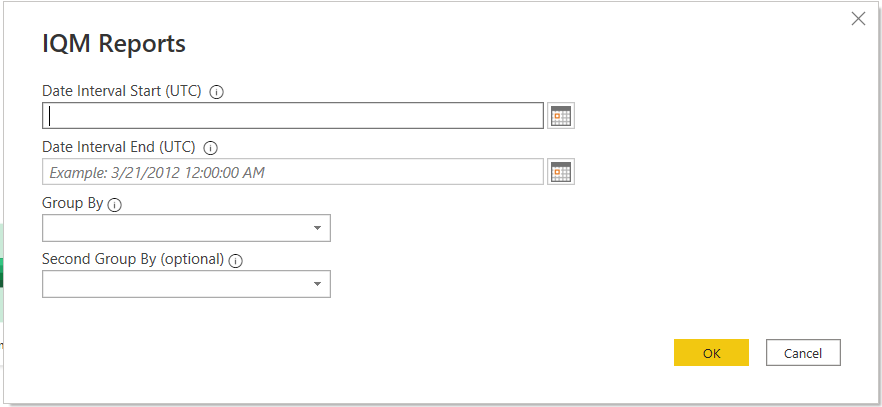 IQM Reports
Date Interval Start (UTC)
Date Interval End (UTC)
Example: 3/21/2012 12:00:00 AM
Group By
Second Group By (optional)
OK
Cancel